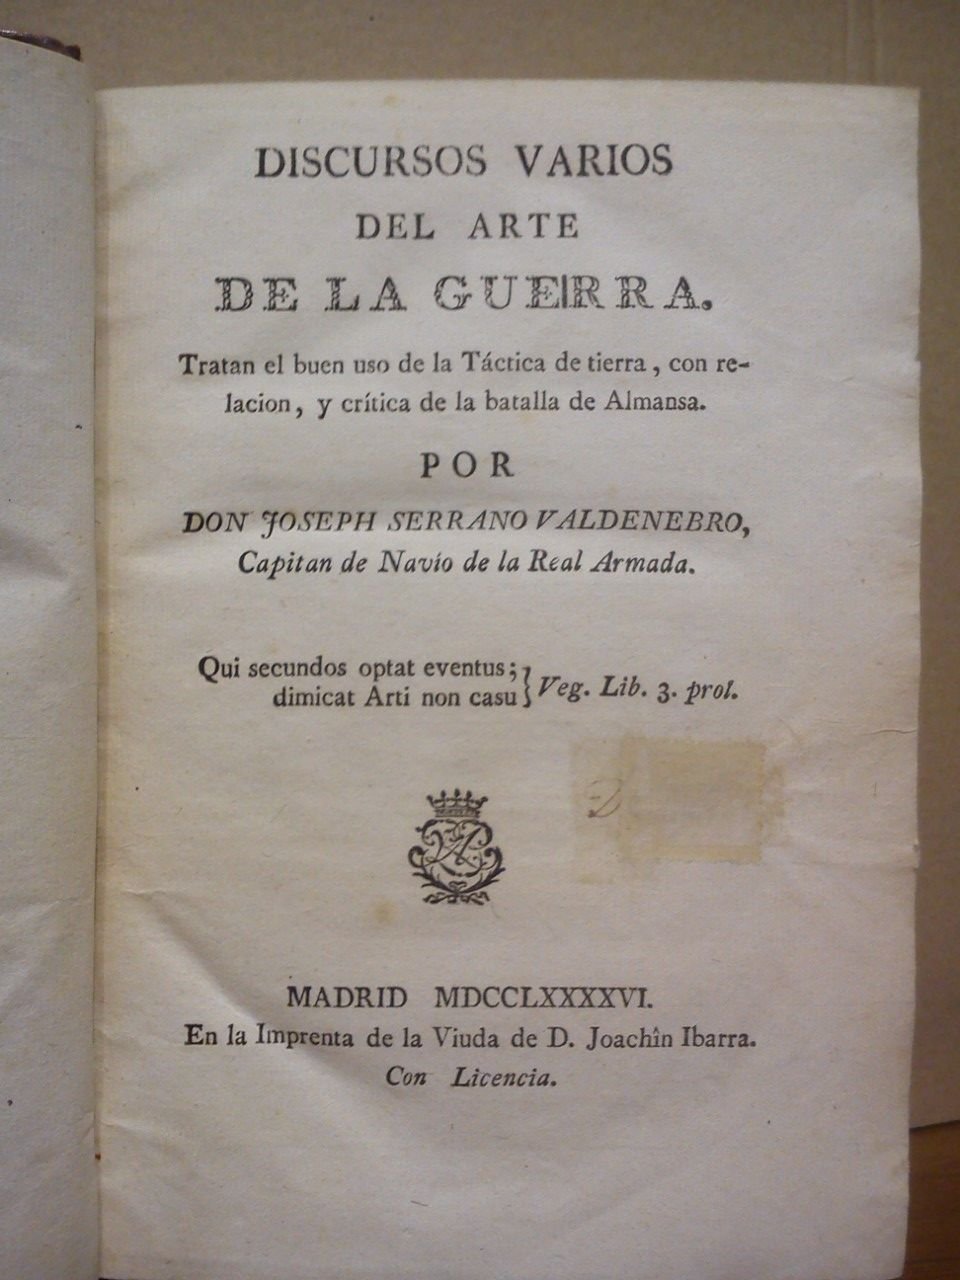 DISCURSOS VARIOS
DEL ARTE
DE LA GUERRA.
Tratan el buen uso de la Táctica de tierra, con re-
lacion, y crítica de la batalla de Almansa.
POR
DON JOSEPH SERRANO VALDENEBRO,
Capitan de Navío de la Real Armada.
Qui secundos optat eventus;
dimicat Arti non casu } Veg. Lib. 3. prol.
MADRID MDCCLXXXXVI.
En la Imprenta de la Viuda de D. Joachîn Ibarra.
Con Licencia.